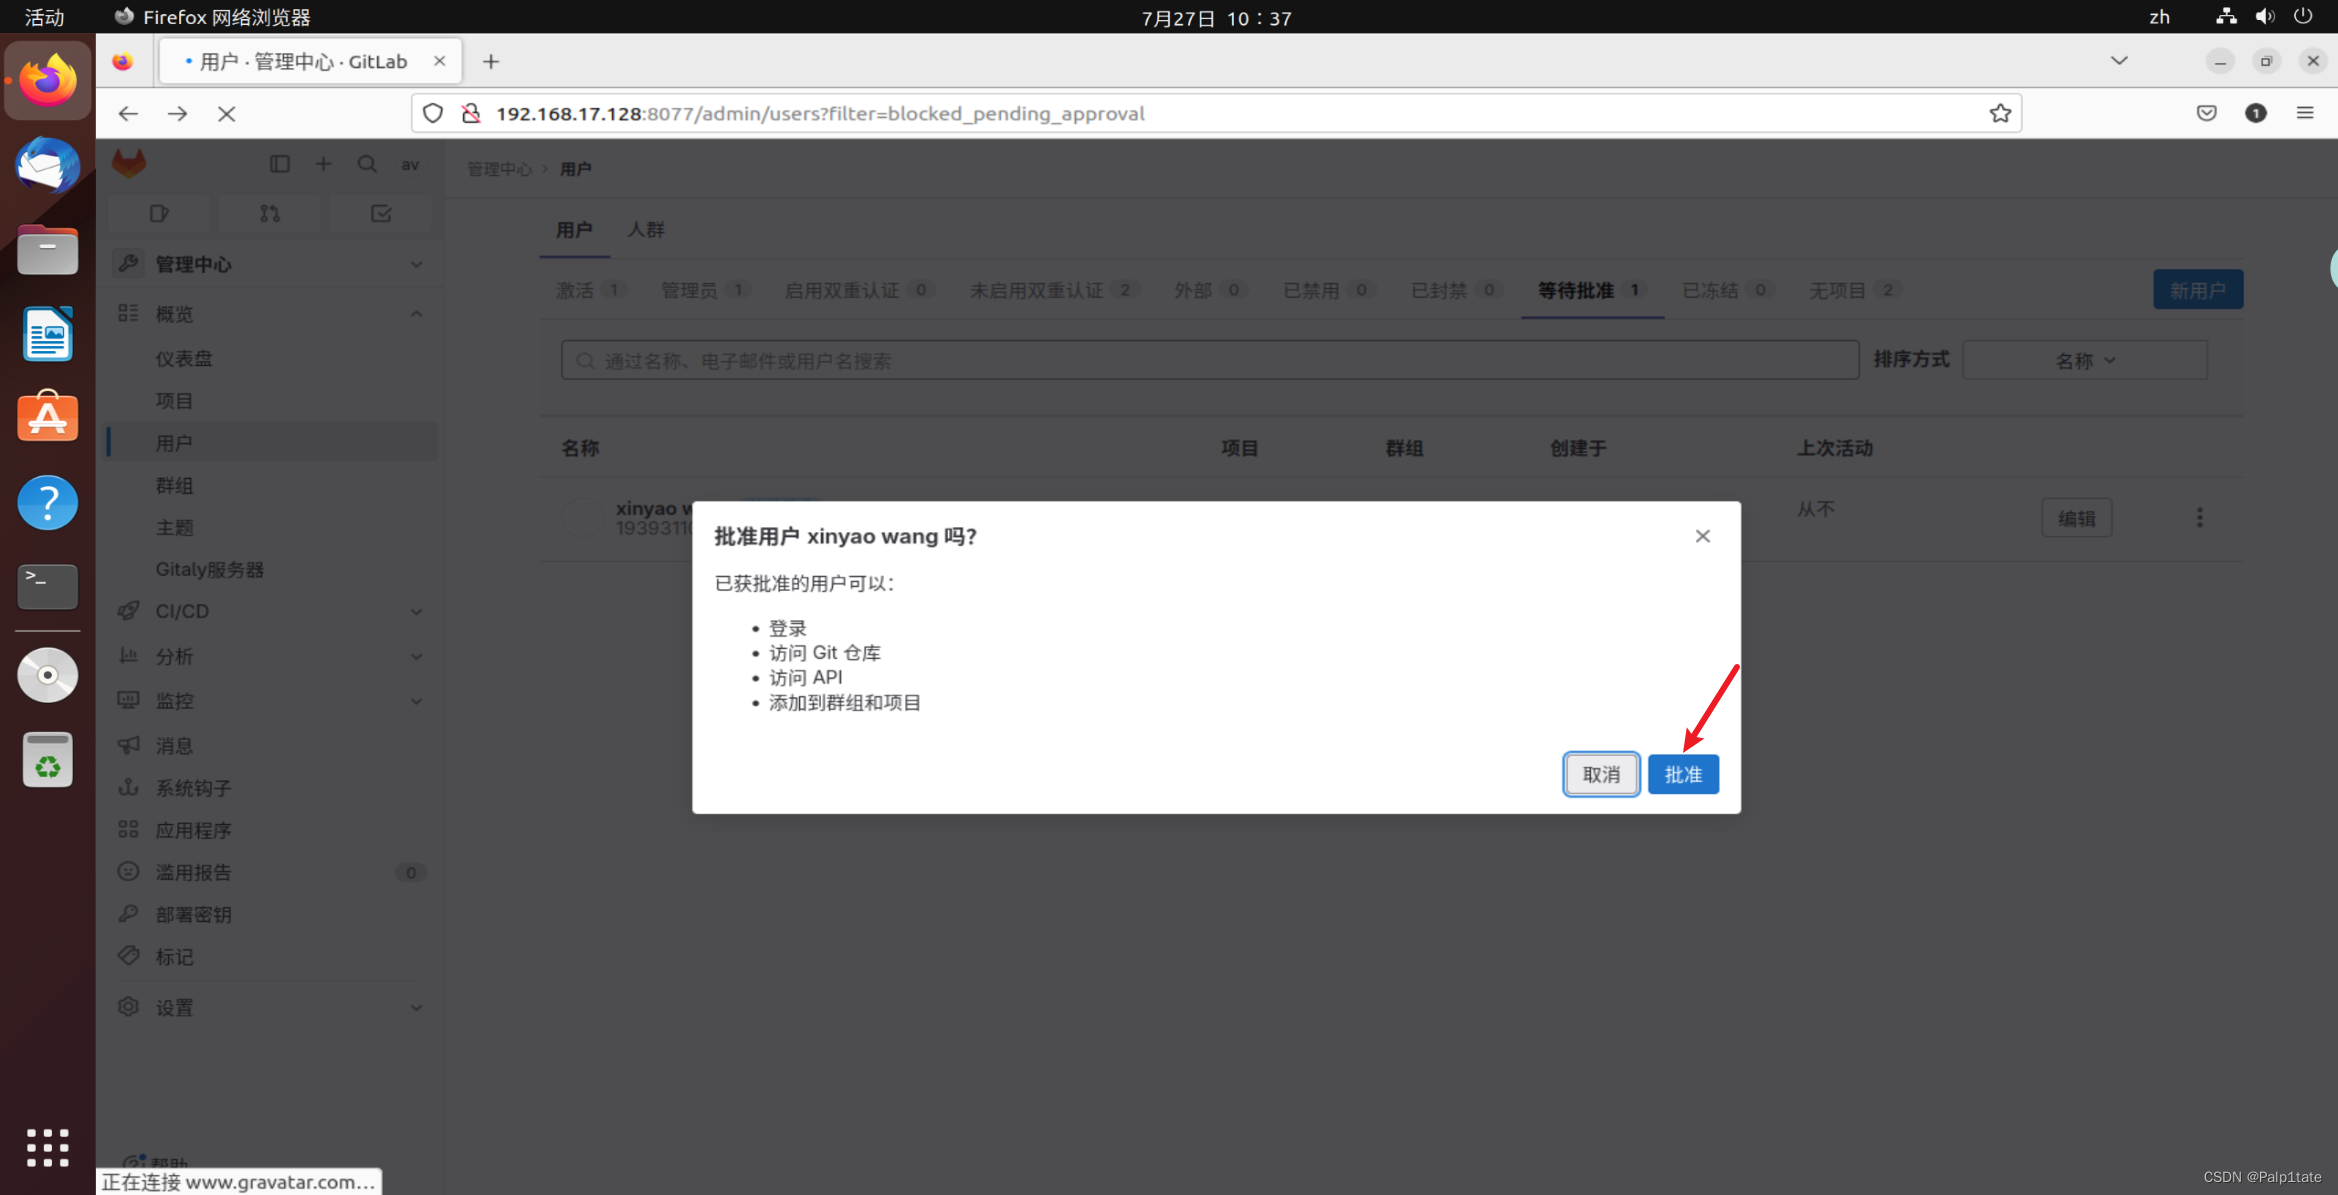 活动
Firefox 网络浏览器
7月27日 10：37
zh
用户 · 管理中心 · GitLab
192.168.17.128:8077/admin/users?filter=blocked_pending_approval
1
av
管理中心 › 用户
管理中心
概览
仪表盘
项目
用户
群组
主题
Gitaly服务器
CI/CD
分析
监控
消息
系统钩子
应用程序
滥用报告 0
部署密钥
标记
设置
帮助
用户 人群
激活 1 管理员 1 启用双重认证 0 未启用双重认证 2 外部 0 已禁用 0 已封禁 0 等待批准 1 已冻结 0 无项目 2
新用户
通过名称、电子邮件或用户名搜索
排序方式 名称
名称 项目 群组 创建于 上次活动
xinyao
从不
编辑
批准用户 xinyao wang 吗?
已获批准的用户可以:
• 登录
• 访问 Git 仓库
• 访问 API
• 添加到群组和项目
取消 批准
正在连接 www.gravatar.com…
CSDN @Palp1tate